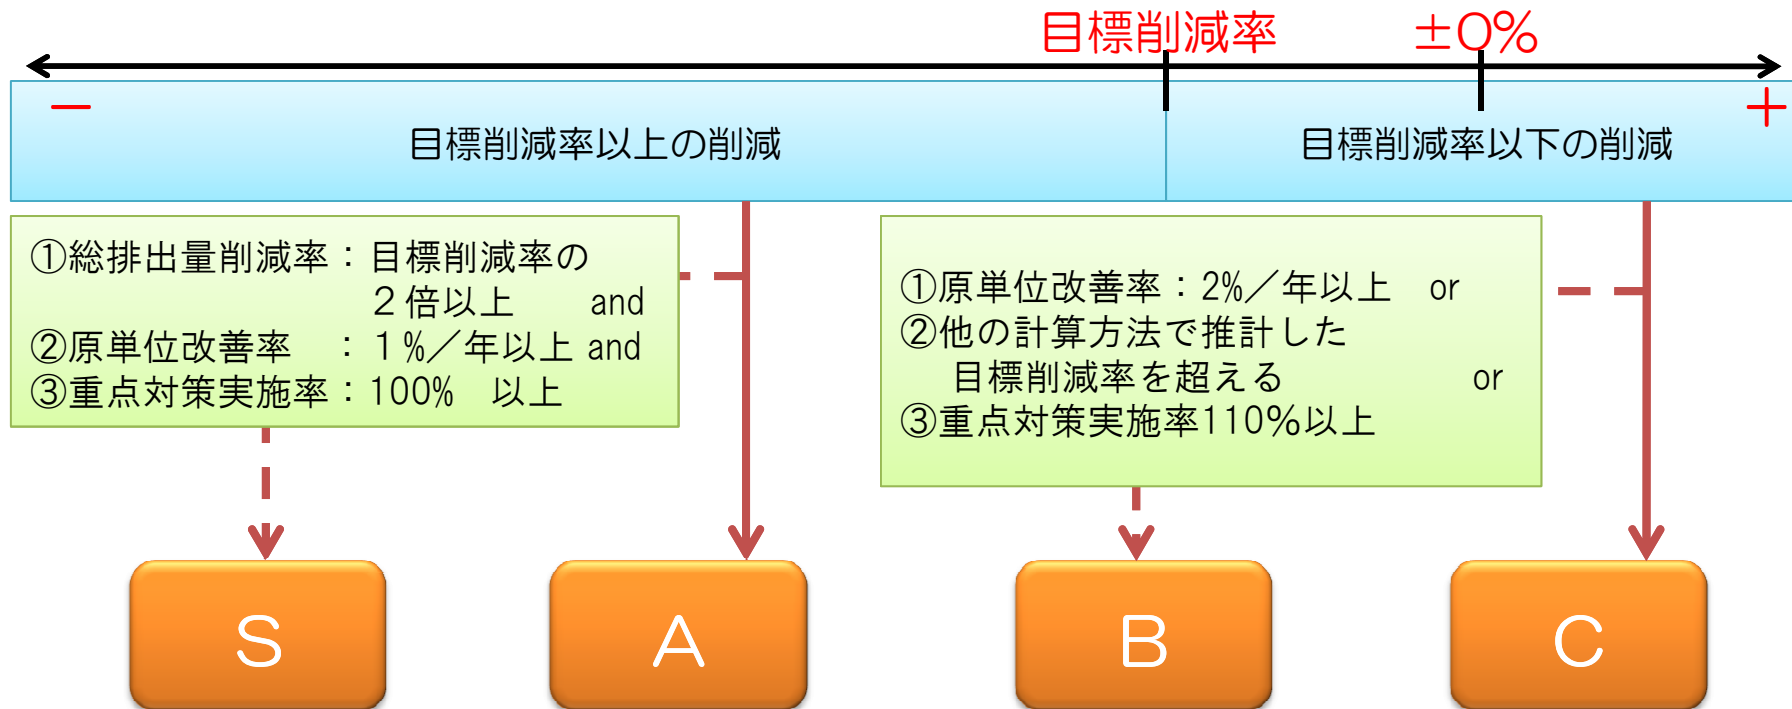 目標削減率 ±0%
－ ＋
目標削減率以上の削減
目標削減率以下の削減
①総排出量削減率：目標削減率の
２倍以上 and
②原単位改善率 ：１%／年以上 and
③重点対策実施率：100% 以上
①原単位改善率：2%／年以上 or
②他の計算方法で推計した
目標削減率を超える or
③重点対策実施率110％以上
S
A
B
C